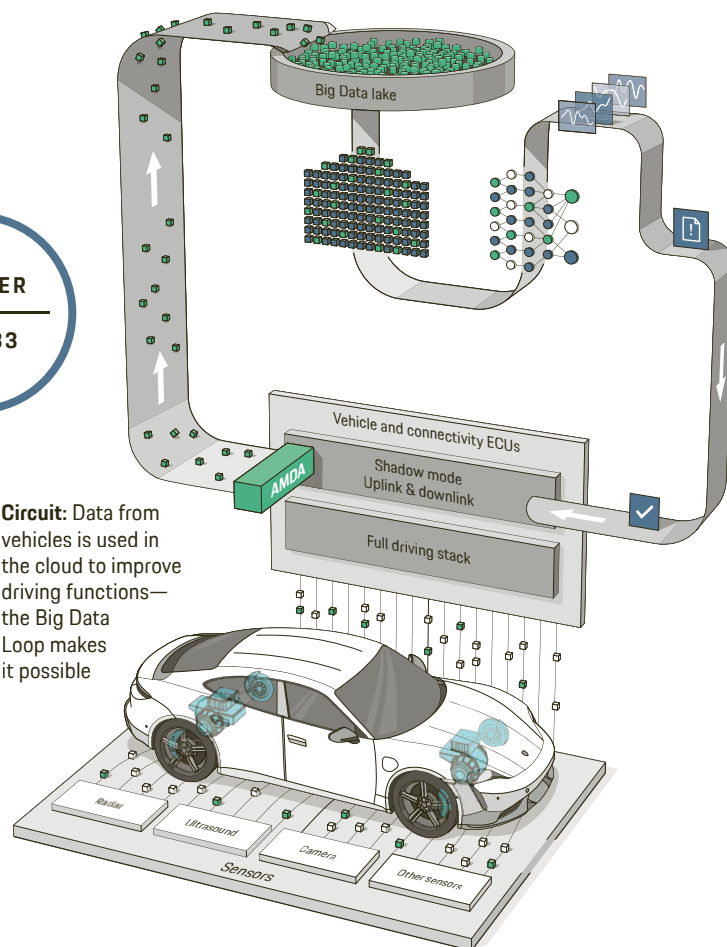 Big Data lake
ER
33
Vehicle and connectivity ECUs
Shadow mode
Uplink & downlink
AMDA
Full driving stack
Circuit: Data from
vehicles is used in
the cloud to improve
driving functions—
the Big Data
Loop makes
it possible
Radial
Ultrasound
Camera
Other sensors
Sensors